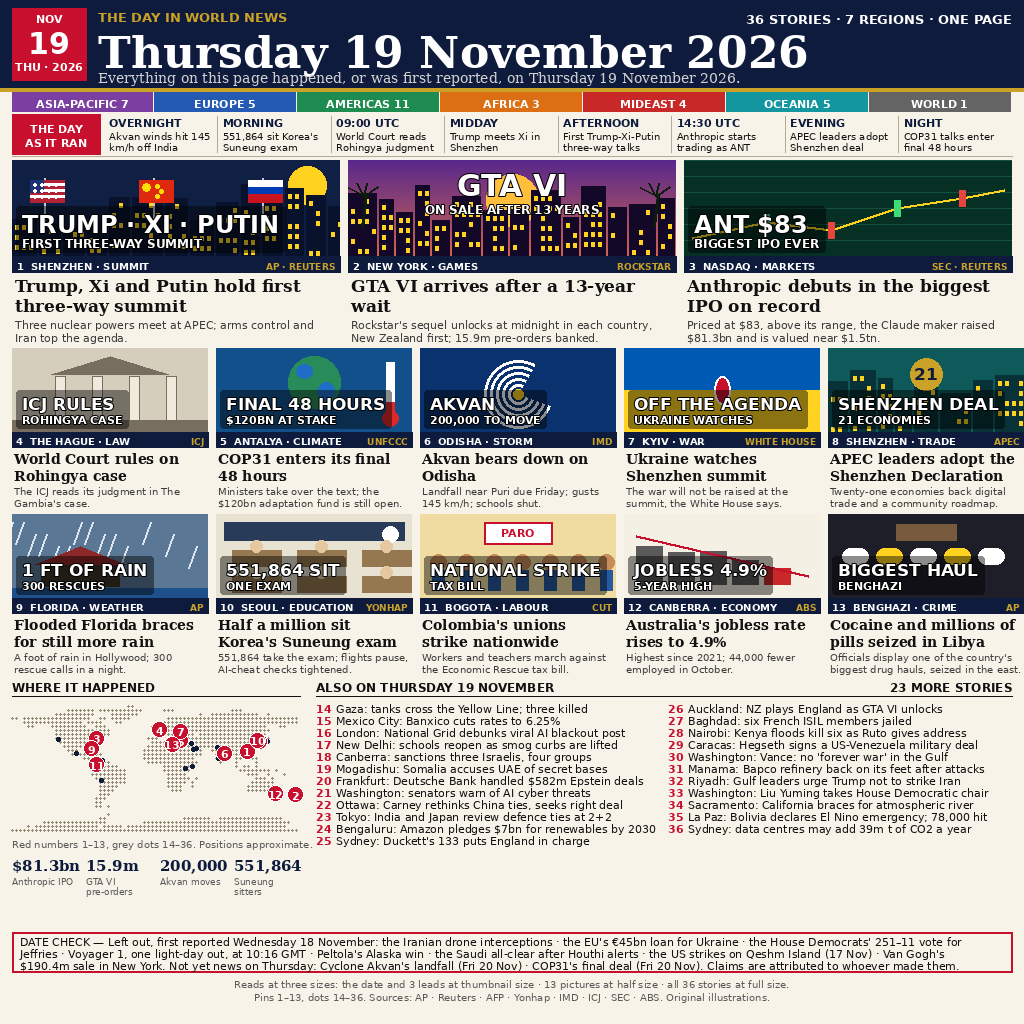 NOV
19
THU · 2026
THE DAY IN WORLD NEWS
36 STORIES · 7 REGIONS · ONE PAGE
Thursday 19 November 2026
Everything on this page happened, or was first reported, on Thursday 19 November 2026.
ASIA-PACIFIC 7
EUROPE 5
AMERICAS 11
AFRICA 3
MIDEAST 4
OCEANIA 5
WORLD 1
THE DAY
AS IT RAN
OVERNIGHT
Akvan winds hit 145
km/h off India
MORNING
551,864 sit Korea's
Suneung exam
09:00 UTC
World Court reads
Rohingya judgment
MIDDAY
Trump meets Xi in
Shenzhen
AFTERNOON
First Trump-Xi-Putin
three-way talks
14:30 UTC
Anthropic starts
trading as ANT
EVENING
APEC leaders adopt
Shenzhen deal
NIGHT
COP31 talks enter
final 48 hours
TRUMP · XI · PUTIN
FIRST THREE-WAY SUMMIT
1 SHENZHEN · SUMMIT
AP · REUTERS
Trump, Xi and Putin hold first
three-way summit
Three nuclear powers meet at APEC; arms control and
Iran top the agenda.
GTA VI
ON SALE AFTER 13 YEARS
2 NEW YORK · GAMES
ROCKSTAR
GTA VI arrives after a 13-year
wait
Rockstar's sequel unlocks at midnight in each country,
New Zealand first; 15.9m pre-orders banked.
ANT $83
BIGGEST IPO EVER
3 NASDAQ · MARKETS
SEC · REUTERS
Anthropic debuts in the biggest
IPO on record
Priced at $83, above its range, the Claude maker raised
$81.3bn and is valued near $1.5tn.
ICJ RULES
ROHINGYA CASE
4 THE HAGUE · LAW
ICJ
World Court rules on
Rohingya case
The ICJ reads its judgment in The
Gambia's case.
FINAL 48 HOURS
$120BN AT STAKE
5 ANTALYA · CLIMATE
UNFCCC
COP31 enters its final
48 hours
Ministers take over the text; the
$120bn adaptation fund is still open.
AKVAN
200,000 TO MOVE
6 ODISHA · STORM
IMD
Akvan bears down on
Odisha
Landfall near Puri due Friday; gusts
145 km/h; schools shut.
OFF THE AGENDA
UKRAINE WATCHES
7 KYIV · WAR
WHITE HOUSE
Ukraine watches
Shenzhen summit
The war will not be raised at the
summit, the White House says.
21
SHENZHEN DEAL
21 ECONOMIES
8 SHENZHEN · TRADE
APEC
APEC leaders adopt the
Shenzhen Declaration
Twenty-one economies back digital
trade and a community roadmap.
1 FT OF RAIN
300 RESCUES
9 FLORIDA · WEATHER
AP
Flooded Florida braces
for still more rain
A foot of rain in Hollywood; 300
rescue calls in a night.
551,864 SIT
ONE EXAM
10 SEOUL · EDUCATION
YONHAP
Half a million sit
Korea's Suneung exam
551,864 take the exam; flights pause,
AI-cheat checks tightened.
PARO
NATIONAL STRIKE
TAX BILL
11 BOGOTA · LABOUR
CUT
Colombia's unions
strike nationwide
Workers and teachers march against
the Economic Rescue tax bill.
JOBLESS 4.9%
5-YEAR HIGH
12 CANBERRA · ECONOMY
ABS
Australia's jobless rate
rises to 4.9%
Highest since 2021; 44,000 fewer
employed in October.
BIGGEST HAUL
BENGHAZI
13 BENGHAZI · CRIME
AP
Cocaine and millions of
pills seized in Libya
Officials display one of the country's
biggest drug hauls, seized in the east.
WHERE IT HAPPENED
4
7
3
9
13
10
1
6
11
12
2
Red numbers 1–13, grey dots 14–36. Positions approximate.
$81.3bn
Anthropic IPO
15.9m
GTA VI
pre-orders
200,000
Akvan moves
551,864
Suneung
sitters
ALSO ON THURSDAY 19 NOVEMBER
23 MORE STORIES
14 Gaza: tanks cross the Yellow Line; three killed
15 Mexico City: Banxico cuts rates to 6.25%
16 London: National Grid debunks viral AI blackout post
17 New Delhi: schools reopen as smog curbs are lifted
18 Canberra: sanctions three Israelis, four groups
19 Mogadishu: Somalia accuses UAE of secret bases
20 Frankfurt: Deutsche Bank handled $582m Epstein deals
21 Washington: senators warn of AI cyber threats
22 Ottawa: Carney rethinks China ties, seeks right deal
23 Tokyo: India and Japan review defence ties at 2+2
24 Bengaluru: Amazon pledges $7bn for renewables by 2030
25 Sydney: Duckett's 133 puts England in charge
26 Auckland: NZ plays England as GTA VI unlocks
27 Baghdad: six French ISIL members jailed
28 Nairobi: Kenya floods kill six as Ruto gives address
29 Caracas: Hegseth signs a US-Venezuela military deal
30 Washington: Vance: no 'forever war' in the Gulf
31 Manama: Bapco refinery back on its feet after attacks
32 Riyadh: Gulf leaders urge Trump not to strike Iran
33 Washington: Liu Yuming takes House Democratic chair
34 Sacramento: California braces for atmospheric river
35 La Paz: Bolivia declares El Nino emergency; 78,000 hit
36 Sydney: data centres may add 39m t of CO2 a year
DATE CHECK — Left out, first reported Wednesday 18 November: the Iranian drone interceptions · the EU's €45bn loan for Ukraine · the House Democrats' 251–11 vote for
Jeffries · Voyager 1, one light-day out, at 10:16 GMT · Peltola's Alaska win · the Saudi all-clear after Houthi alerts · the US strikes on Qeshm Island (17 Nov) · Van Gogh's
$190.4m sale in New York. Not yet news on Thursday: Cyclone Akvan's landfall (Fri 20 Nov) · COP31's final deal (Fri 20 Nov). Claims are attributed to whoever made them.
Reads at three sizes: the date and 3 leads at thumbnail size · 13 pictures at half size · all 36 stories at full size.
Pins 1–13, dots 14–36. Sources: AP · Reuters · AFP · Yonhap · IMD · ICJ · SEC · ABS. Original illustrations.